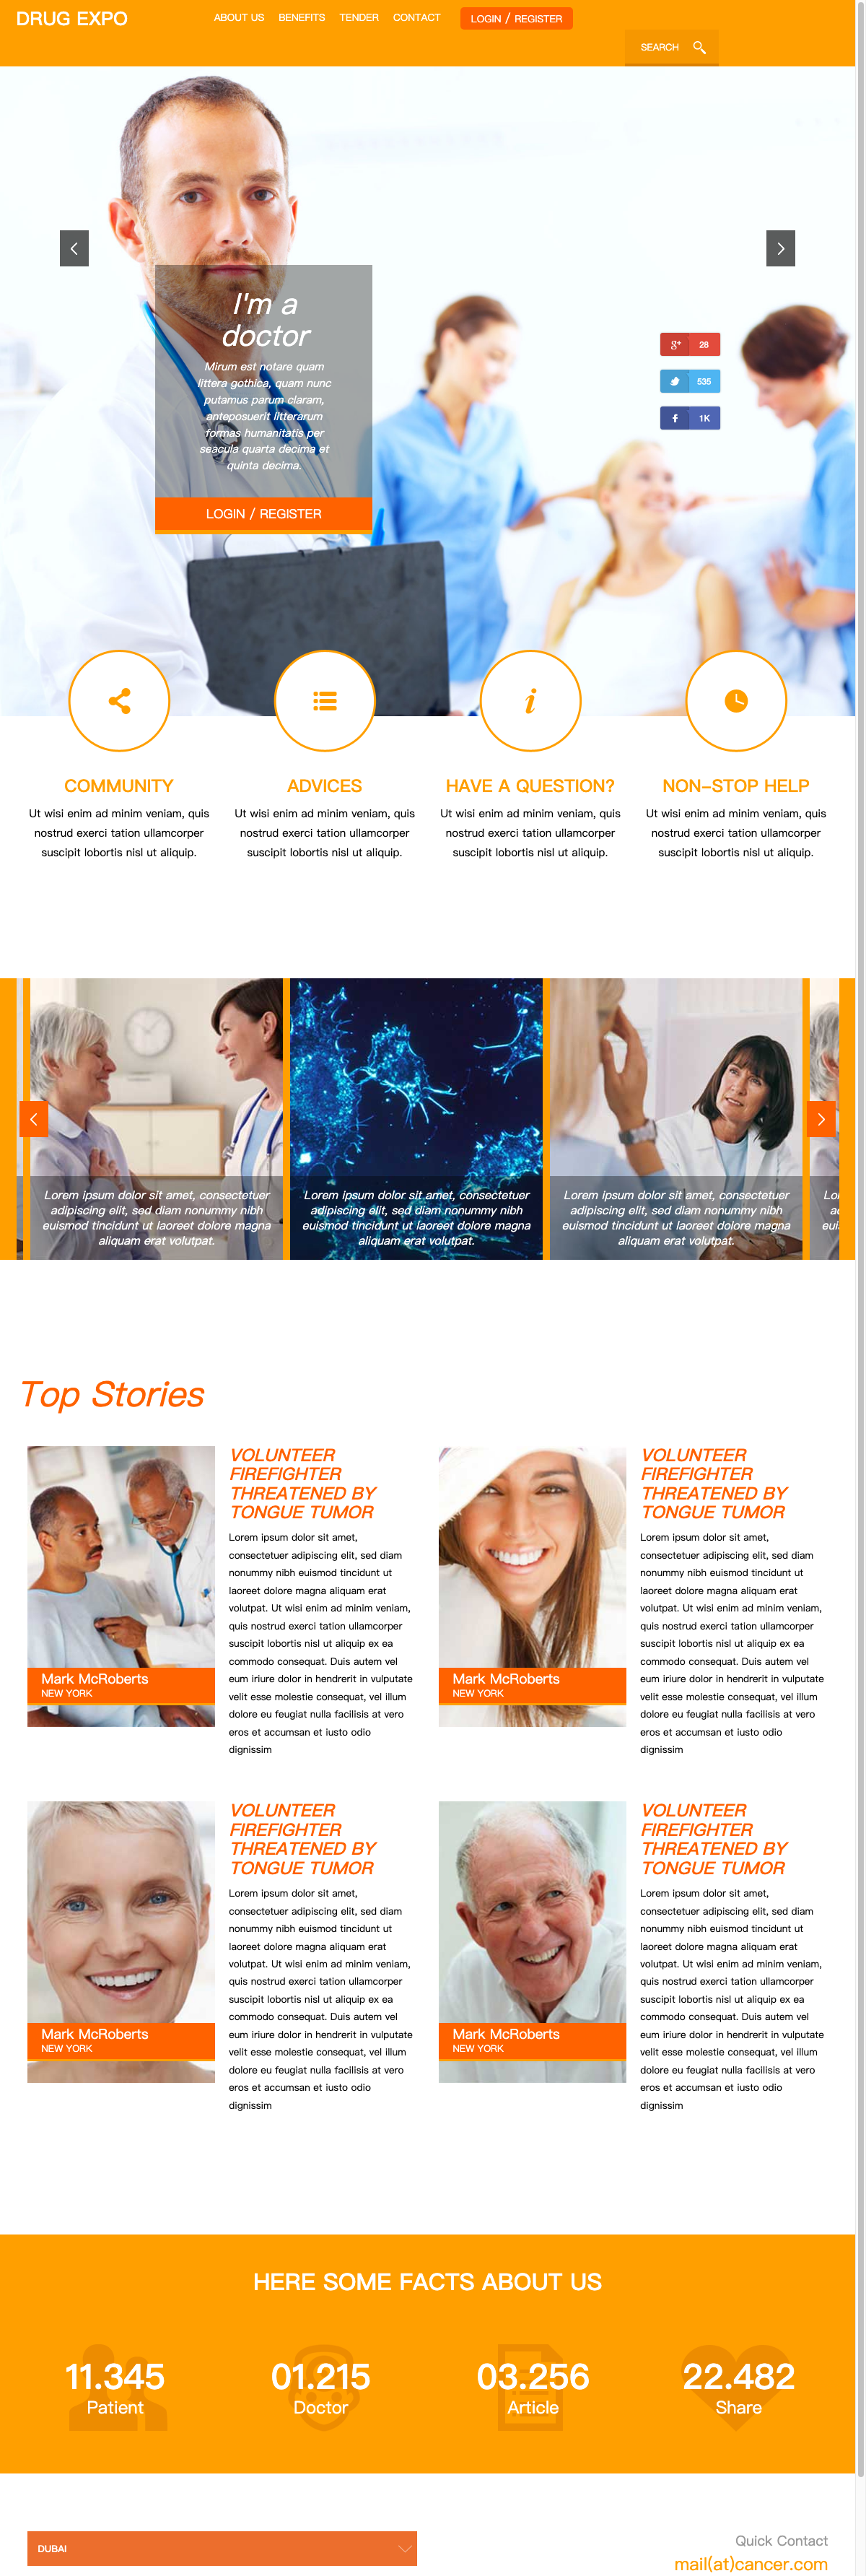 DRUG EXPO
ABOUT US
BENEFITS
TENDER
CONTACT
LOGIN / REGISTER
SEARCH
I'm a
doctor
Mirum est notare quam
littera gothica, quam nunc
putamus parum claram,
anteposuerit litterarum
formas humanitatis per
seacula quarta decima et
quinta decima.
LOGIN / REGISTER
28
535
1K
COMMUNITY
Ut wisi enim ad minim veniam, quis
nostrud exerci tation ullamcorper
suscipit lobortis nisl ut aliquip.
ADVICES
Ut wisi enim ad minim veniam, quis
nostrud exerci tation ullamcorper
suscipit lobortis nisl ut aliquip.
HAVE A QUESTION?
Ut wisi enim ad minim veniam, quis
nostrud exerci tation ullamcorper
suscipit lobortis nisl ut aliquip.
NON-STOP HELP
Ut wisi enim ad minim veniam, quis
nostrud exerci tation ullamcorper
suscipit lobortis nisl ut aliquip.
Lorem ipsum dolor sit amet, consectetuer
adipiscing elit, sed diam nonummy nibh
euismod tincidunt ut laoreet dolore magna
aliquam erat volutpat.
Lorem ipsum dolor sit amet, consectetuer
adipiscing elit, sed diam nonummy nibh
euismod tincidunt ut laoreet dolore magna
aliquam erat volutpat.
Lorem ipsum dolor sit amet, consectetuer
adipiscing elit, sed diam nonummy nibh
euismod tincidunt ut laoreet dolore magna
aliquam erat volutpat.
Top Stories
Mark McRoberts
NEW YORK
VOLUNTEER
FIREFIGHTER
THREATENED BY
TONGUE TUMOR
Lorem ipsum dolor sit amet,
consectetuer adipiscing elit, sed diam
nonummy nibh euismod tincidunt ut
laoreet dolore magna aliquam erat
volutpat. Ut wisi enim ad minim veniam,
quis nostrud exerci tation ullamcorper
suscipit lobortis nisl ut aliquip ex ea
commodo consequat. Duis autem vel
eum iriure dolor in hendrerit in vulputate
velit esse molestie consequat, vel illum
dolore eu feugiat nulla facilisis at vero
eros et accumsan et iusto odio
dignissim
Mark McRoberts
NEW YORK
VOLUNTEER
FIREFIGHTER
THREATENED BY
TONGUE TUMOR
Lorem ipsum dolor sit amet,
consectetuer adipiscing elit, sed diam
nonummy nibh euismod tincidunt ut
laoreet dolore magna aliquam erat
volutpat. Ut wisi enim ad minim veniam,
quis nostrud exerci tation ullamcorper
suscipit lobortis nisl ut aliquip ex ea
commodo consequat. Duis autem vel
eum iriure dolor in hendrerit in vulputate
velit esse molestie consequat, vel illum
dolore eu feugiat nulla facilisis at vero
eros et accumsan et iusto odio
dignissim
Mark McRoberts
NEW YORK
VOLUNTEER
FIREFIGHTER
THREATENED BY
TONGUE TUMOR
Lorem ipsum dolor sit amet,
consectetuer adipiscing elit, sed diam
nonummy nibh euismod tincidunt ut
laoreet dolore magna aliquam erat
volutpat. Ut wisi enim ad minim veniam,
quis nostrud exerci tation ullamcorper
suscipit lobortis nisl ut aliquip ex ea
commodo consequat. Duis autem vel
eum iriure dolor in hendrerit in vulputate
velit esse molestie consequat, vel illum
dolore eu feugiat nulla facilisis at vero
eros et accumsan et iusto odio
dignissim
Mark McRoberts
NEW YORK
VOLUNTEER
FIREFIGHTER
THREATENED BY
TONGUE TUMOR
Lorem ipsum dolor sit amet,
consectetuer adipiscing elit, sed diam
nonummy nibh euismod tincidunt ut
laoreet dolore magna aliquam erat
volutpat. Ut wisi enim ad minim veniam,
quis nostrud exerci tation ullamcorper
suscipit lobortis nisl ut aliquip ex ea
commodo consequat. Duis autem vel
eum iriure dolor in hendrerit in vulputate
velit esse molestie consequat, vel illum
dolore eu feugiat nulla facilisis at vero
eros et accumsan et iusto odio
dignissim
HERE SOME FACTS ABOUT US
11.345
Patient
01.215
Doctor
03.256
Article
22.482
Share
DUBAI
Quick Contact
mail(at)cancer.com